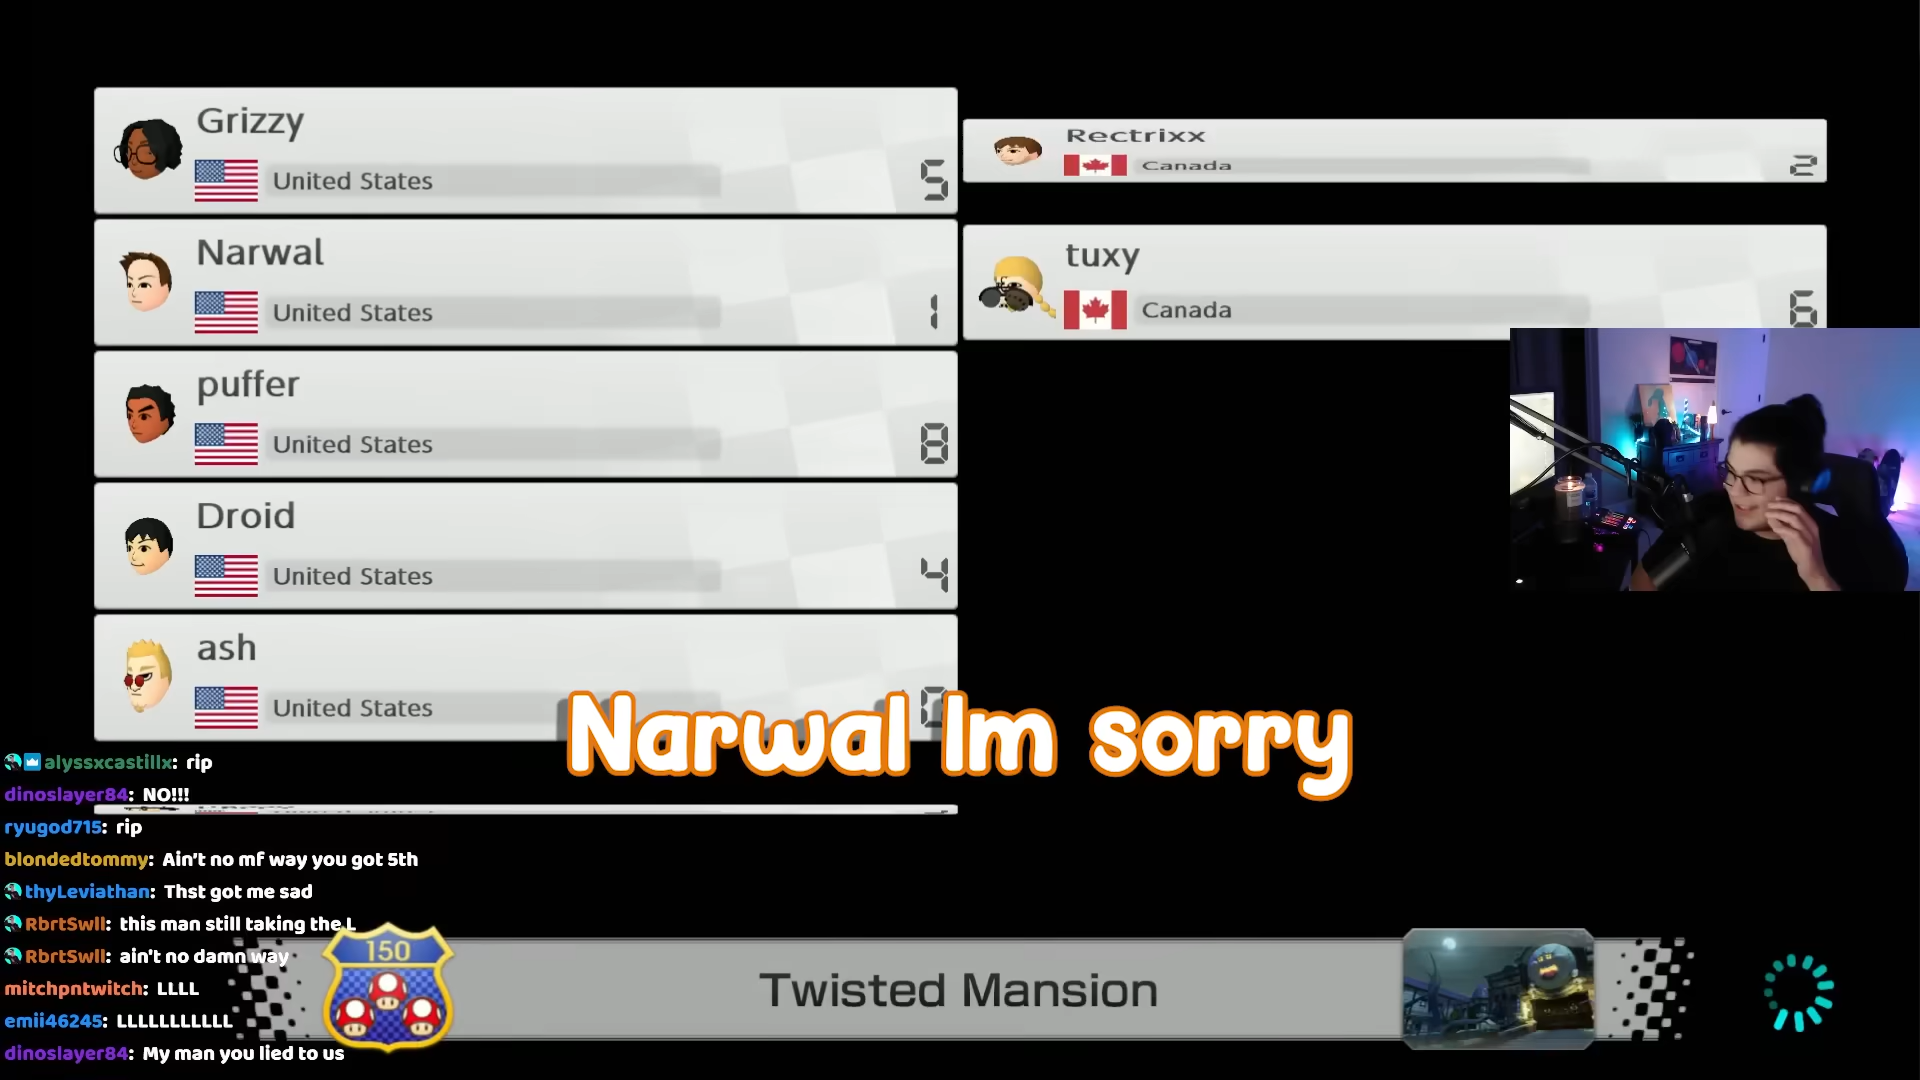 Grizzy
United States
5
Narwal
United States
1
puffer
United States
8
Droid
United States
4
ash
United States
Rectrixx
Canada
2
tuxy
Canada
6
Narwal Im sorry
alyssxcastillx: rip
dinoslayer84: NO!!!
ryugod715: rip
blondedtommy: Ain't no mf way you got 5th
thyLeviathan: Thst got me sad
RbrtSwll: this man still taking the L
RbrtSwll: ain't no damn way
mitchpntwitch: LLLL
emii46245: LLLLLLLLLLL
dinoslayer84: My man you lied to us
150
Twisted Mansion